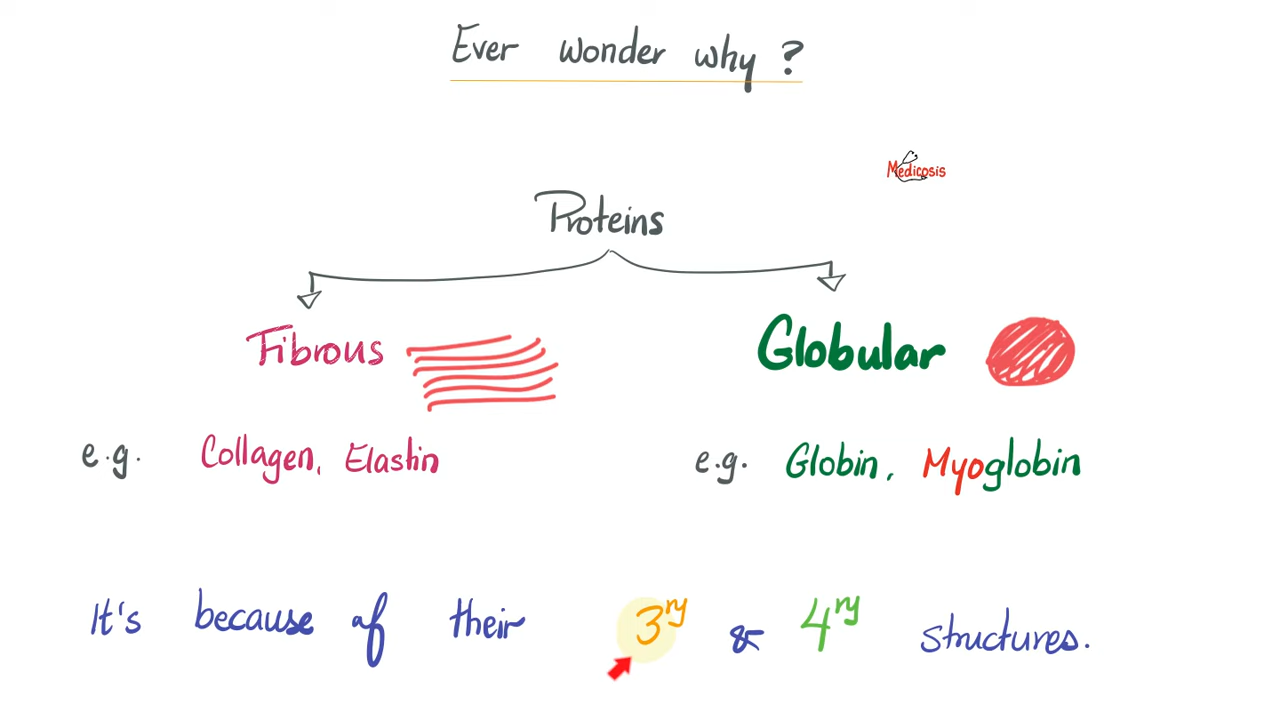 Ever wonder why?
Medicosis
Proteins
Fibrous Globular
e.g. Collagen, Elastin e.g. Globin, Myoglobin
It's because of their 3ry & 4ry structures.